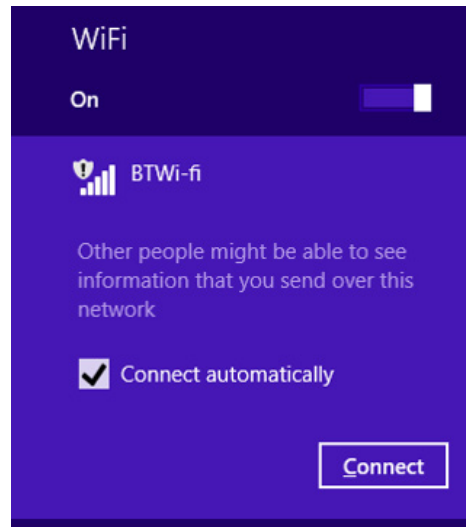 WiFi
On
BTWi-fi
Other people might be able to see
information that you send over this
network
Connect automatically
Connect